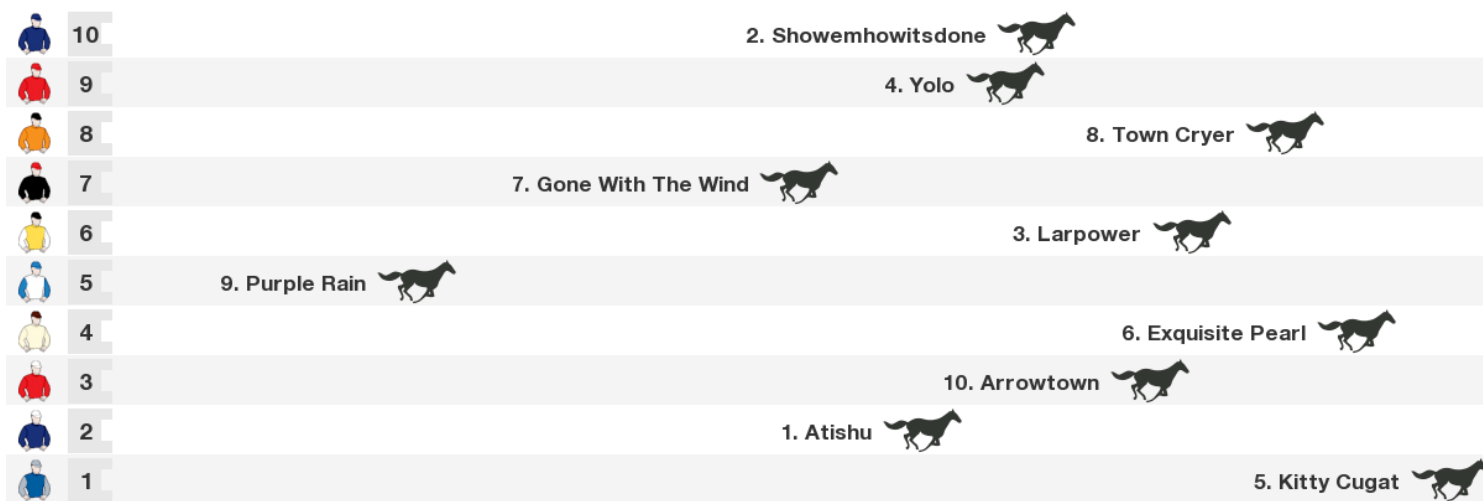 10 2. Showemhowitsdone
9 4. Yolo
8 8. Town Cryer
7 7. Gone With The Wind
6 3. Larpower
5 9. Purple Rain
4 6. Exquisite Pearl
3 10. Arrowtown
2 1. Atishu
1 5. Kitty Cugat